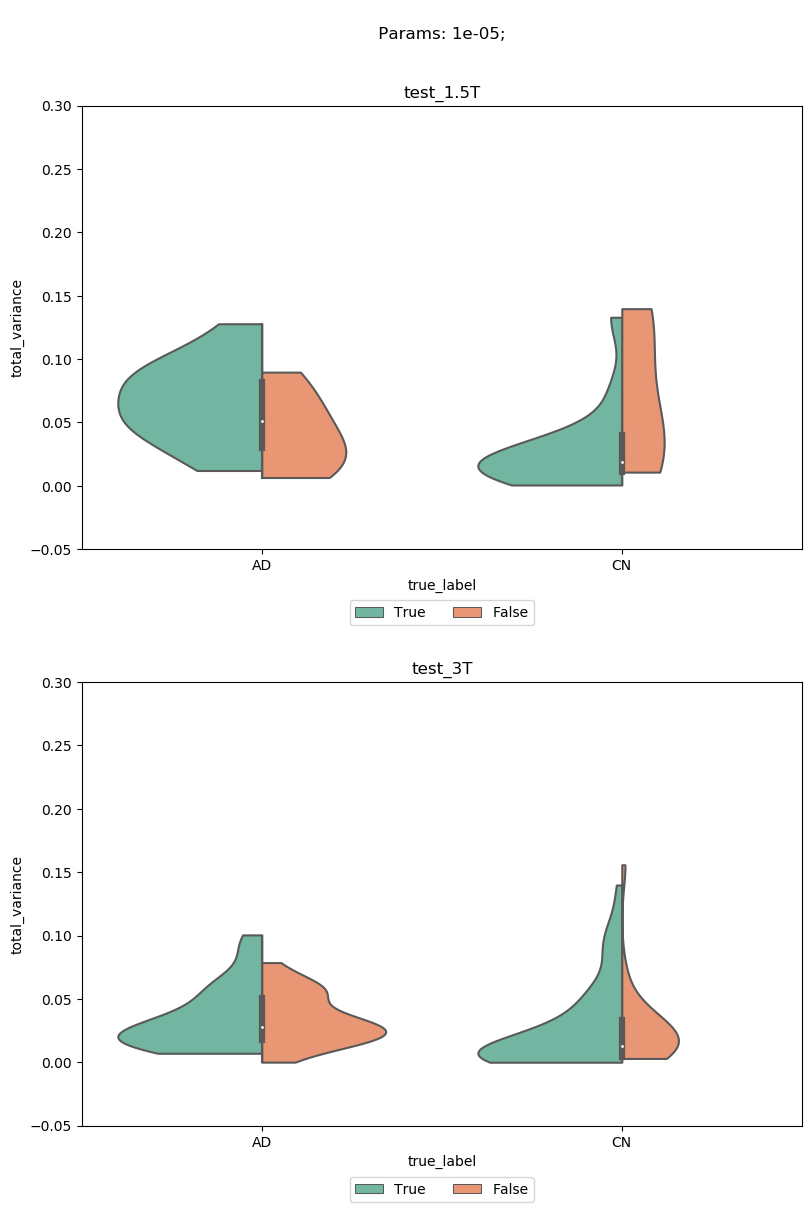 Params: 1e-05;
test_1.5T
0.30
0.25
0.20
0.15
0.10
0.05
0.00
−0.05
total_variance
AD CN
true_label
True False
test_3T
0.30
0.25
0.20
0.15
0.10
0.05
0.00
−0.05
total_variance
AD CN
true_label
True False